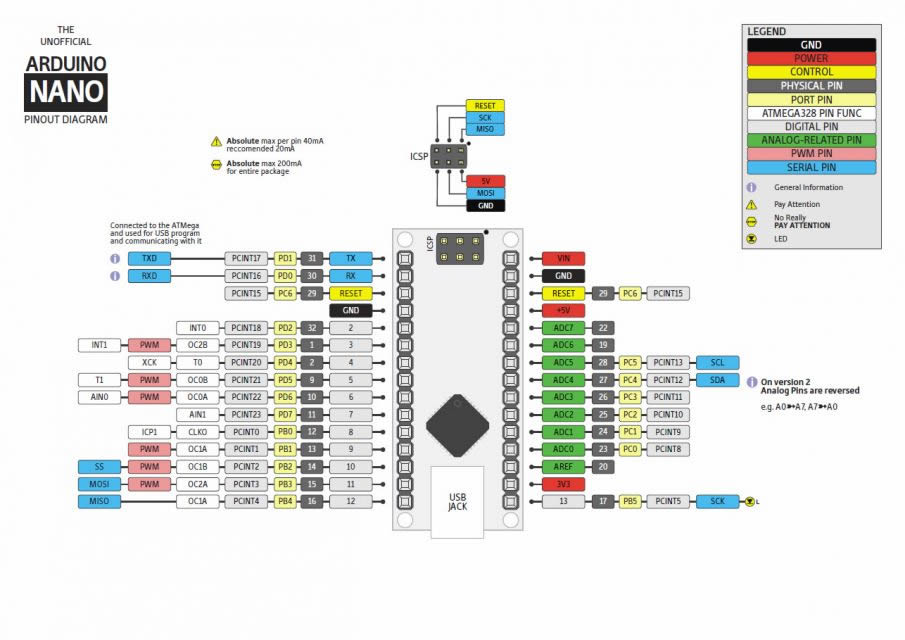 THE
UNOFFICIAL
ARDUINO
NANO
PINOUT DIAGRAM
Absolute max per pin 40mA
reccomended 20mA
Absolute max 200mA
for entire package
RESET
SCK
MISO
ICSP
5V
MOSI
GND
LEGEND
GND
POWER
CONTROL
PHYSICAL PIN
PORT PIN
ATMEGA328 PIN FUNC
DIGITAL PIN
ANALOG-RELATED PIN
PWM PIN
SERIAL PIN
General Information
Pay Attention
No Really
PAY ATTENTION
LED
Connected to the ATMega
and used for USB program
and communicating with it
TXD PCINT17 PD1 31 TX
RXD PCINT16 PD0 30 RX
PCINT15 PC6 29 RESET
GND
INT0 PCINT18 PD2 32 2
INT1 PWM OC2B PCINT19 PD3 1 3
XCK T0 PCINT20 PD4 2 4
T1 PWM OC0B PCINT21 PD5 9 5
AIN0 PWM OC0A PCINT22 PD6 10 6
AIN1 PCINT23 PD7 11 7
ICP1 CLKO PCINT0 PB0 12 8
PWM OC1A PCINT1 PB1 13 9
SS PWM OC1B PCINT2 PB2 14 10
MOSI PWM OC2A PCINT3 PB3 15 11
MISO OC1A PCINT4 PB4 16 12
ICSP
USB
JACK
VIN
GND
RESET 29 PC6 PCINT15
+5V
ADC7 22
ADC6 19
ADC5 28 PC5 PCINT13 SCL
ADC4 27 PC4 PCINT12 SDA
ADC3 26 PC3 PCINT11
ADC2 25 PC2 PCINT10
ADC1 24 PC1 PCINT9
ADC0 23 PC0 PCINT8
AREF 20
3V3
13 17 PB5 PCINT5 SCK L
On version 2
Analog Pins are reversed
e.g. A0➳A7, A7➳A0